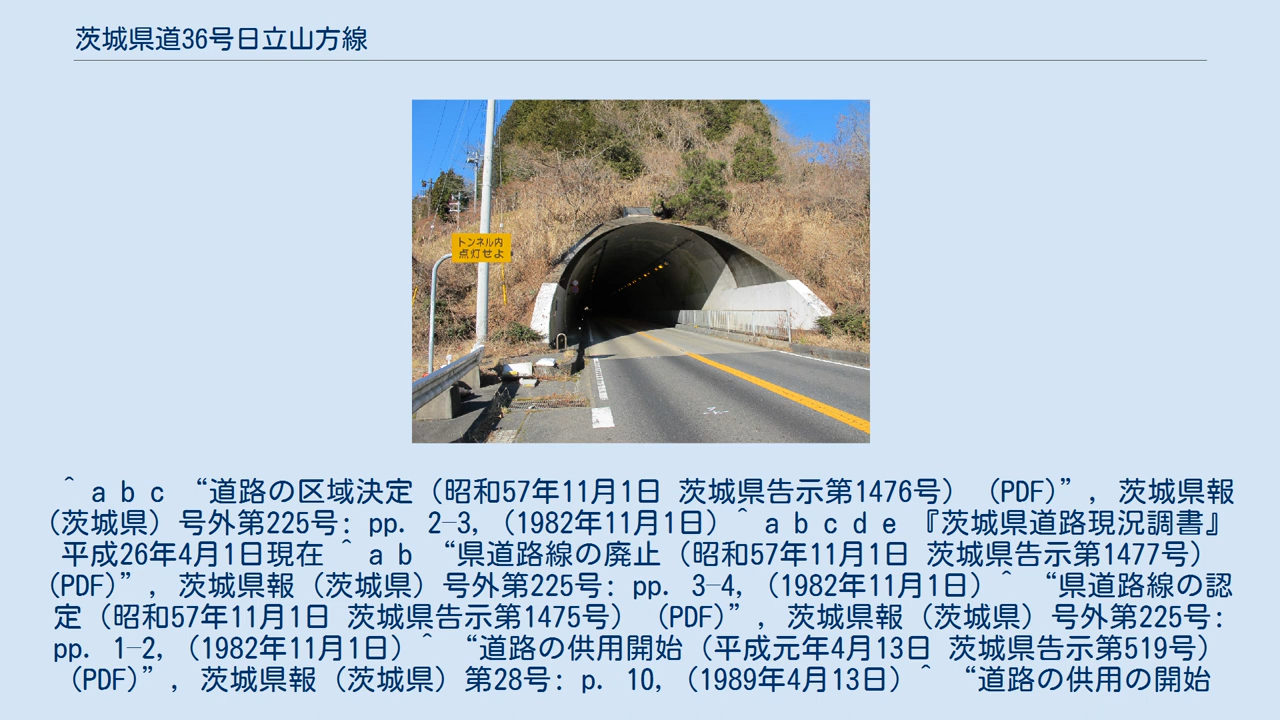 茨城県道36号日立山方線
トンネル内
点灯せよ
^ a b c “道路の区域決定（昭和57年11月1日 茨城県告示第1476号）（PDF)”, 茨城県報
（茨城県）号外第225号: pp. 2–3,（1982年11月1日）^ a b c d e 『茨城県道路現況調書』
平成26年4月1日現在 ^ a b “県道路線の廃止（昭和57年11月1日 茨城県告示第1477号）
（PDF)”, 茨城県報（茨城県）号外第225号: pp. 3–4,（1982年11月1日）^ “県道路線の認
定（昭和57年11月1日 茨城県告示第1475号）（PDF)”, 茨城県報（茨城県）号外第225号:
pp. 1–2,（1982年11月1日）^ “道路の供用開始（平成元年4月13日 茨城県告示第519号）
（PDF)”, 茨城県報（茨城県）第28号: p. 10,（1989年4月13日）^ “道路の供用の開始